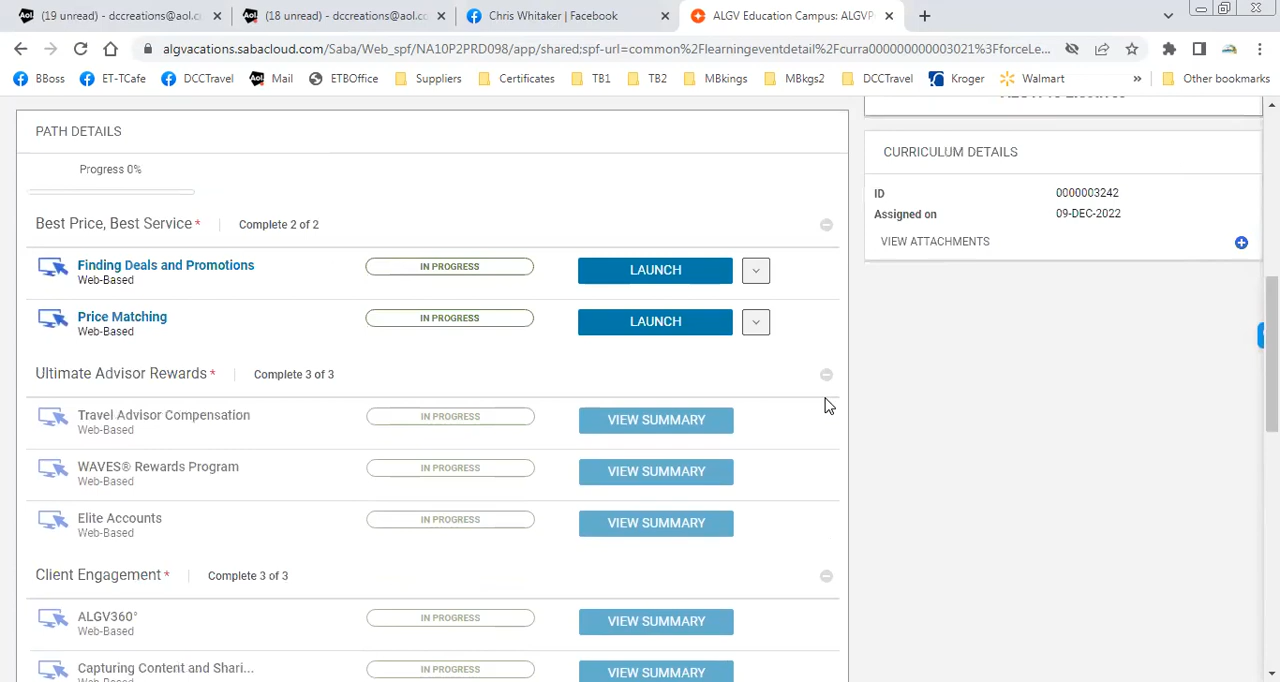 (19 unread) - dccreations@aol.c
(18 unread) - dccreations@aol.co
Chris Whitaker | Facebook
ALGV Education Campus: ALGVP
algvacations.sabacloud.com/Saba/Web_spf/NA10P2PRD098/app/shared;spf-url=common%2Flearningeventdetail%2Fcurra000000000003021%3FforceLe...
BBoss
ET-TCafe
DCCTravel
Aol.
Mail
ETBOffice
Suppliers
Certificates
TB1
TB2
MBkings
MBkgs2
DCCTravel
Kroger
Walmart
»
Other bookmarks
PATH DETAILS
Progress 0%
Best Price, Best Service *
Complete 2 of 2
Finding Deals and Promotions
Web-Based
IN PROGRESS
LAUNCH
Price Matching
Web-Based
IN PROGRESS
LAUNCH
Ultimate Advisor Rewards *
Complete 3 of 3
Travel Advisor Compensation
Web-Based
IN PROGRESS
VIEW SUMMARY
WAVES® Rewards Program
Web-Based
IN PROGRESS
VIEW SUMMARY
Elite Accounts
Web-Based
IN PROGRESS
VIEW SUMMARY
Client Engagement *
Complete 3 of 3
ALGV360°
Web-Based
IN PROGRESS
VIEW SUMMARY
Capturing Content and Shari...
Web-Based
IN PROGRESS
VIEW SUMMARY
CURRICULUM DETAILS
ID
0000003242
Assigned on
09-DEC-2022
VIEW ATTACHMENTS